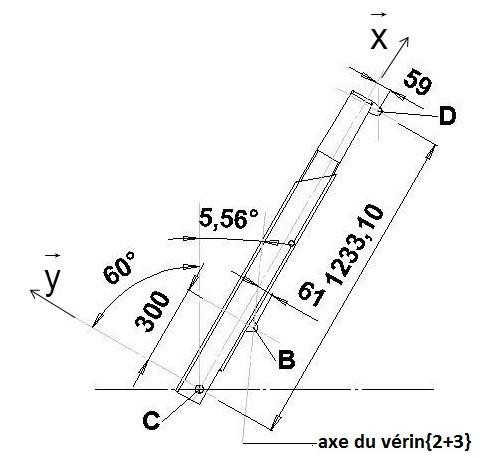 x
59
D
5,56°
1233,10
y
60°
300
61
B
C
axe du vérin{2+3}